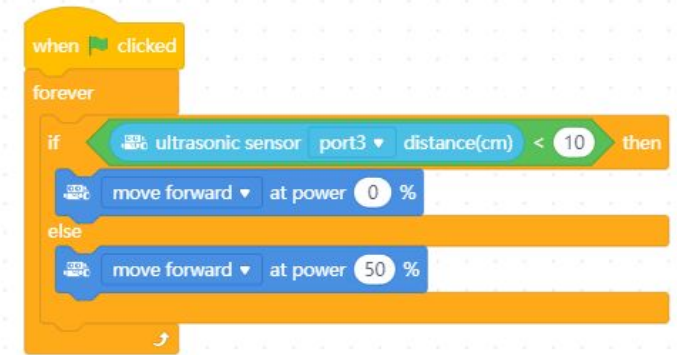 when clicked
forever
if ultrasonic sensor port3 distance(cm) < 10 then
move forward at power 0 %
else
move forward at power 50 %